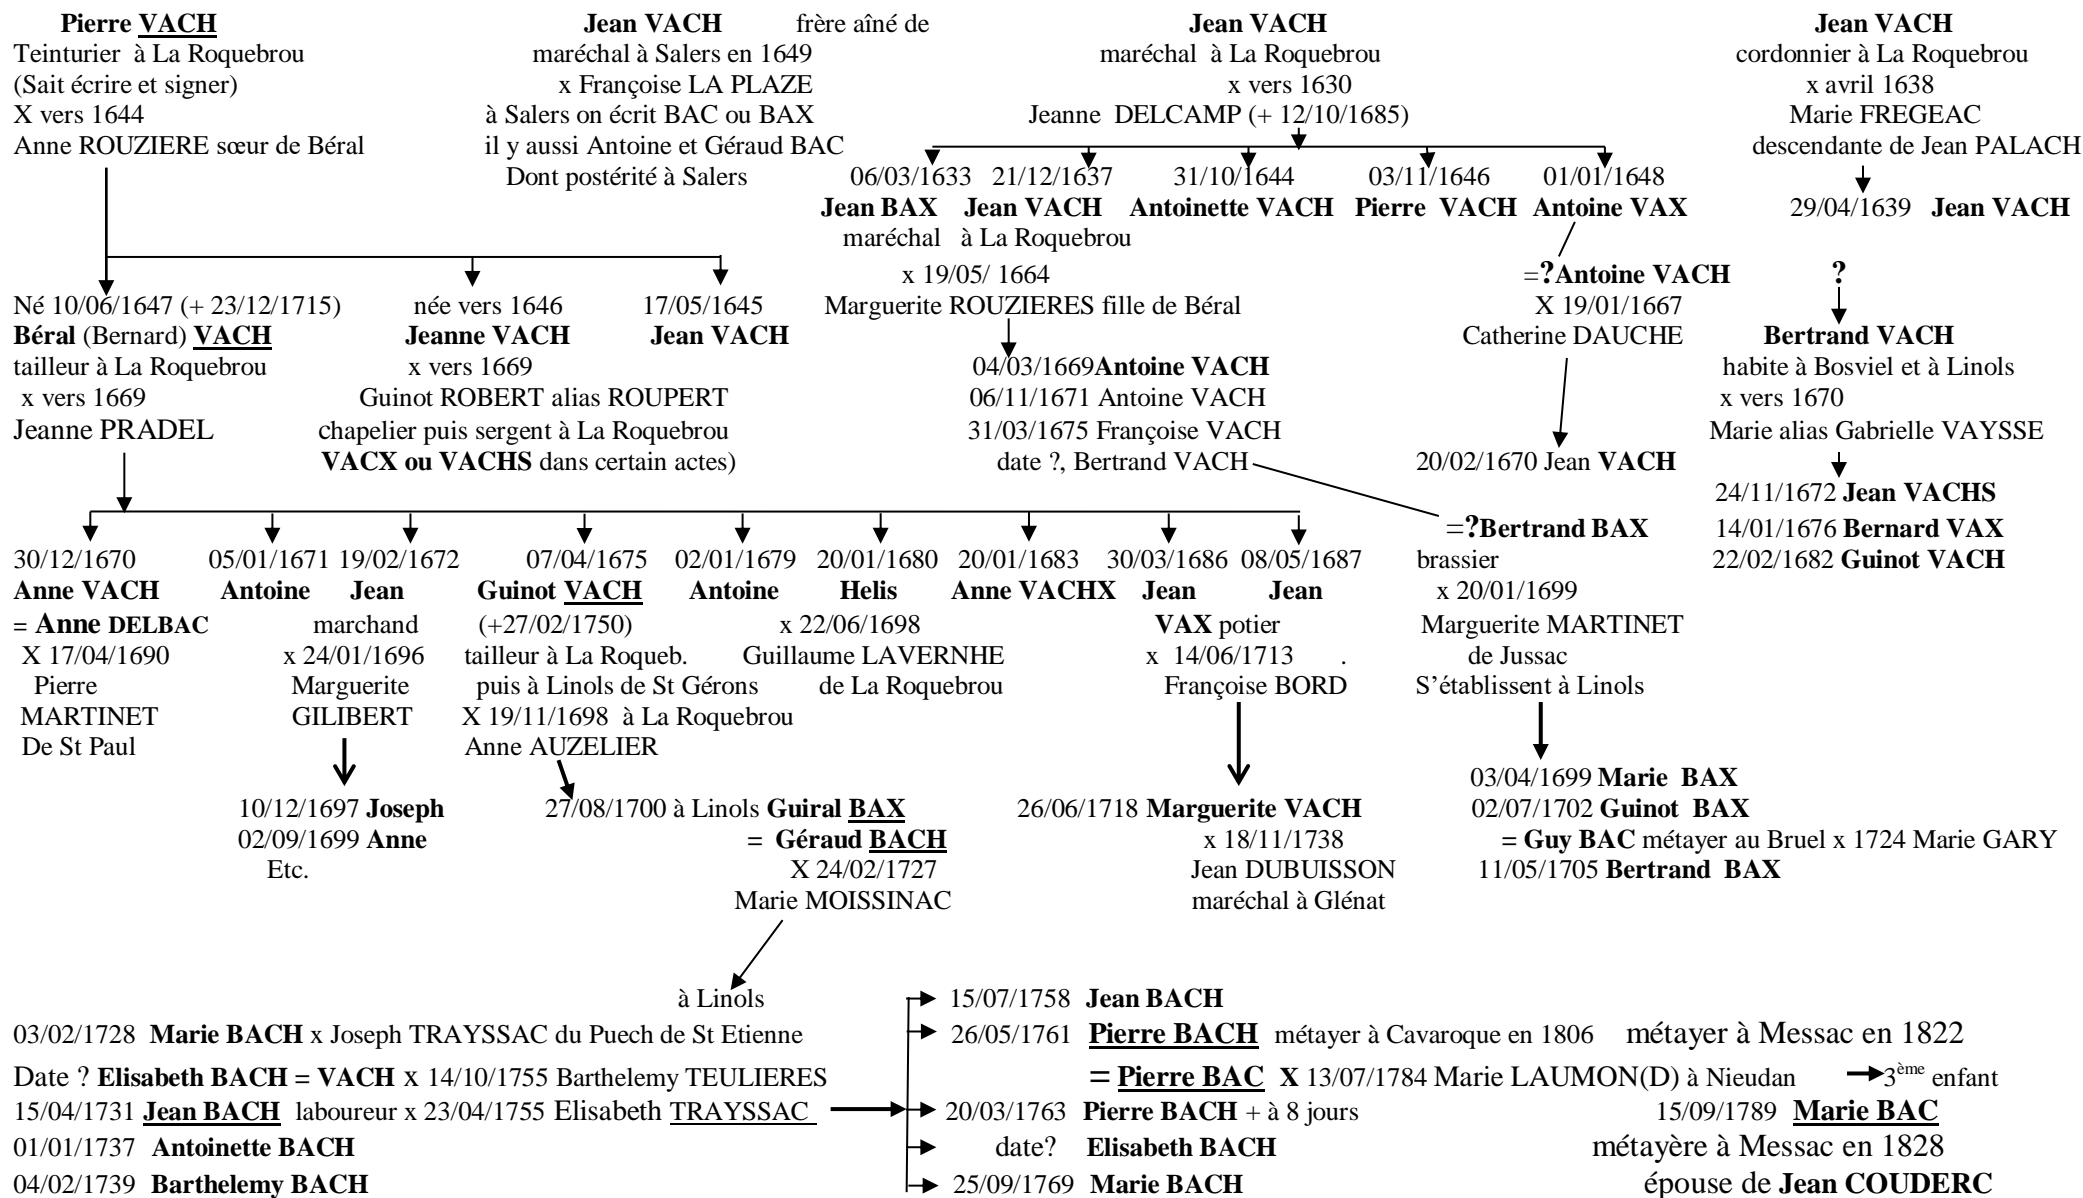 Pierre VACH
Teinturier à La Roquebrou
(Sait écrire et signer)
X vers 1644
Anne ROUZIERE sœur de Béral
Jean VACH frère aîné de
maréchal à Salers en 1649
x Françoise LA PLAZE
à Salers on écrit BAC ou BAX
il y aussi Antoine et Géraud BAC
Dont postérité à Salers
Jean VACH
maréchal à La Roquebrou
x vers 1630
Jeanne DELCAMP (+ 12/10/1685)
Jean VACH
cordonnier à La Roquebrou
x avril 1638
Marie FREGEAC
descendante de Jean PALACH
29/04/1639 Jean VACH
06/03/1633 21/12/1637 31/10/1644 03/11/1646 01/01/1648
Jean BAX Jean VACH Antoinette VACH Pierre VACH Antoine VAX
maréchal à La Roquebrou
x 19/05/ 1664
Marguerite ROUZIERES fille de Béral
04/03/1669 Antoine VACH
06/11/1671 Antoine VACH
31/03/1675 Françoise VACH
date ?, Bertrand VACH
=?Antoine VACH
X 19/01/1667
Catherine DAUCHE
20/02/1670 Jean VACH
?
Bertrand VACH
habite à Bosviel et à Linols
x vers 1670
Marie alias Gabrielle VAYSSE
24/11/1672 Jean VACHS
14/01/1676 Bernard VAX
22/02/1682 Guinot VACH
Né 10/06/1647 (+ 23/12/1715)
Béral (Bernard) VACH
tailleur à La Roquebrou
x vers 1669
Jeanne PRADEL
née vers 1646
Jeanne VACH
x vers 1669
Guinot ROBERT alias ROUPERT
chapelier puis sergent à La Roquebrou
VACX ou VACHS dans certain actes)
17/05/1645
Jean VACH
30/12/1670
Anne VACH
= Anne DELBAC
X 17/04/1690
Pierre
MARTINET
De St Paul
05/01/1671
Antoine
19/02/1672
Jean
marchand
x 24/01/1696
Marguerite
GILIBERT
10/12/1697 Joseph
02/09/1699 Anne
Etc.
07/04/1675
Guinot VACH
(+27/02/1750)
tailleur à La Roqueb.
puis à Linols de St Gérons
X 19/11/1698 à La Roquebrou
Anne AUZELIER
27/08/1700 à Linols Guiral BAX
= Géraud BACH
X 24/02/1727
Marie MOISSINAC
02/01/1679
Antoine
20/01/1680
Helis
x 22/06/1698
Guillaume LAVERNHE
de La Roquebrou
20/01/1683
Anne VACHX
30/03/1686
Jean
VAX potier
x 14/06/1713 .
Françoise BORD
26/06/1718 Marguerite VACH
x 18/11/1738
Jean DUBUISSON
maréchal à Glénat
08/05/1687
Jean
=?Bertrand BAX
brassier
x 20/01/1699
Marguerite MARTINET
de Jussac
S'établissent à Linols
03/04/1699 Marie BAX
02/07/1702 Guinot BAX
= Guy BAC métayer au Bruel x 1724 Marie GARY
11/05/1705 Bertrand BAX
à Linols
03/02/1728 Marie BACH x Joseph TRAYSSAC du Puech de St Etienne
Date ? Elisabeth BACH = VACH x 14/10/1755 Barthelemy TEULIERES
15/04/1731 Jean BACH laboureur x 23/04/1755 Elisabeth TRAYSSAC
01/01/1737 Antoinette BACH
04/02/1739 Barthelemy BACH
15/07/1758 Jean BACH
26/05/1761 Pierre BACH métayer à Cavaroque en 1806 métayer à Messac en 1822
= Pierre BAC X 13/07/1784 Marie LAUMON(D) à Nieudan 3ème enfant
20/03/1763 Pierre BACH + à 8 jours
date? Elisabeth BACH
25/09/1769 Marie BACH
15/09/1789 Marie BAC
métayère à Messac en 1828
épouse de Jean COUDERC